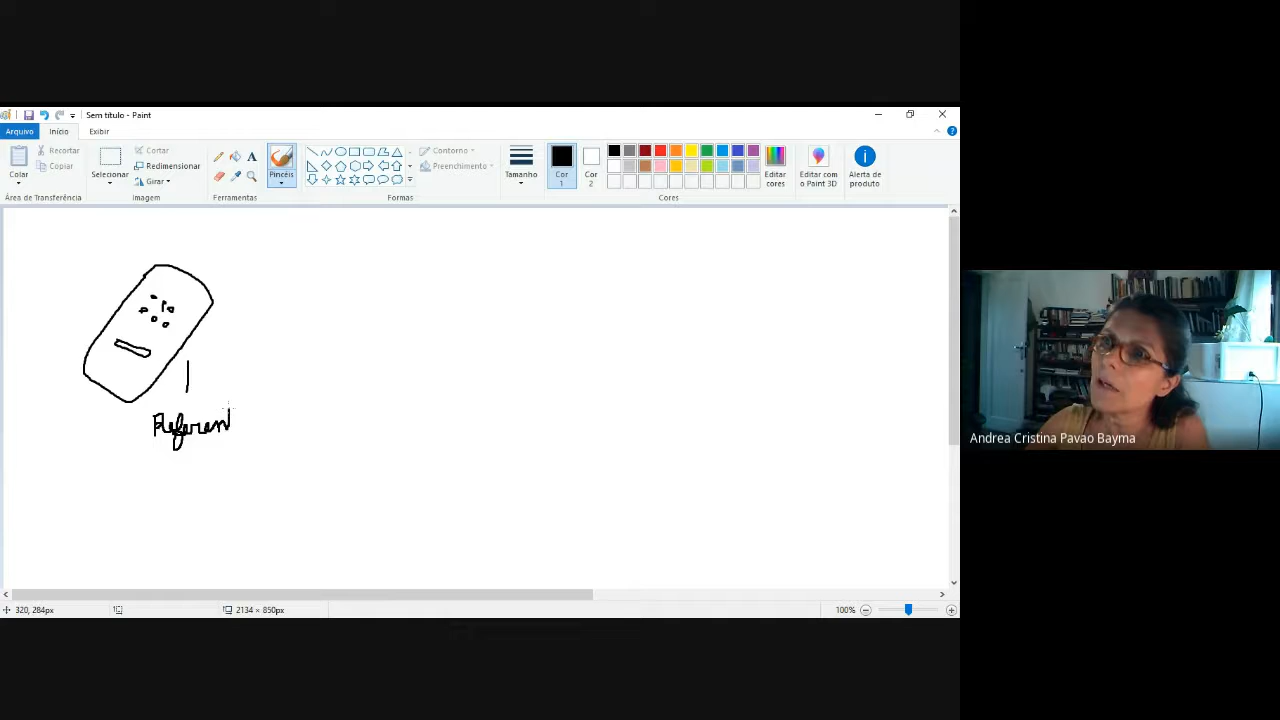 Sem título - Paint
Arquivo Início Exibir
Colar
Recortar
Copiar
Área de Transferência
Selecionar
Cortar
Redimensionar
Girar
Imagem
Ferramentas
Pincéis
Contorno
Preenchimento
Formas
Tamanho
Cor 1
Cor 2
Editar cores
Cores
Editar com o Paint 3D
Alerta de produto
Referen
Andrea Cristina Pavao Bayma
320, 284px
2134 × 850px
100%